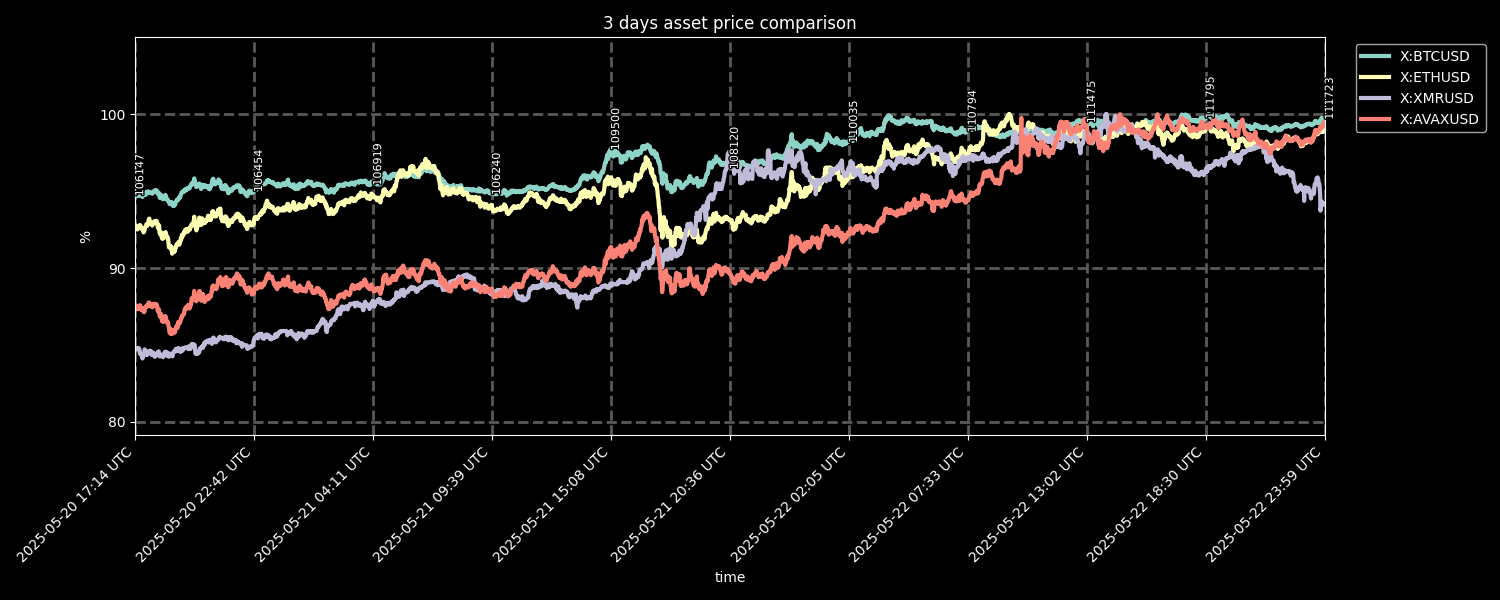 3 days asset price comparison
X:BTCUSD
X:ETHUSD
X:XMRUSD
X:AVAXUSD
100
90
80
%
106147
106454
106919
106240
109500
108120
110035
110794
111475
111795
111723
2025-05-20 17:14 UTC
2025-05-20 22:42 UTC
2025-05-21 04:11 UTC
2025-05-21 09:39 UTC
2025-05-21 15:08 UTC
2025-05-21 20:36 UTC
2025-05-22 02:05 UTC
2025-05-22 07:33 UTC
2025-05-22 13:02 UTC
2025-05-22 18:30 UTC
2025-05-22 23:59 UTC
time